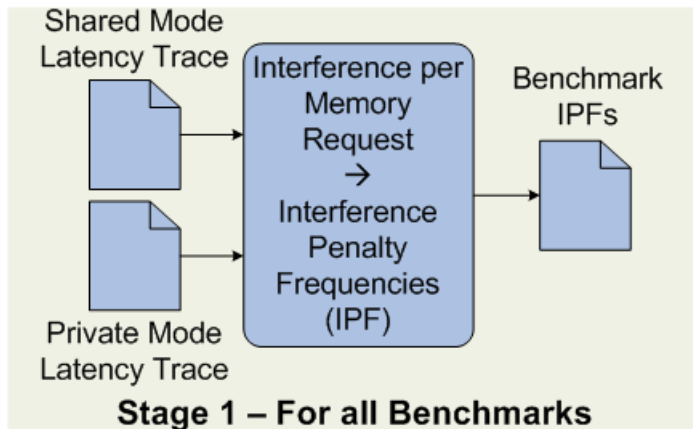 Shared Mode
Latency Trace
Interference per
Memory
Request
→
Interference
Penalty
Frequencies
(IPF)
Benchmark
IPFs
Private Mode
Latency Trace
Stage 1 – For all Benchmarks